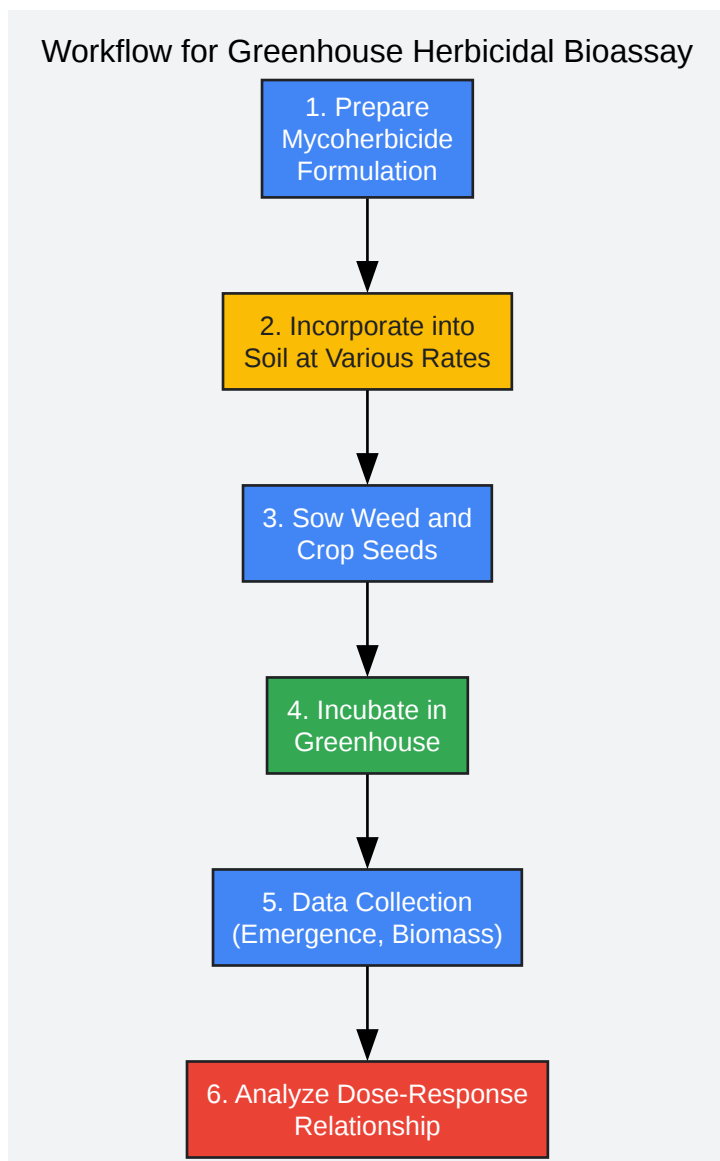 Workflow for Greenhouse Herbicidal Bioassay
1. Prepare
Mycoherbicide
Formulation
2. Incorporate into
Soil at Various Rates
3. Sow Weed and
Crop Seeds
4. Incubate in
Greenhouse
5. Data Collection
(Emergence, Biomass)
6. Analyze Dose-Response
Relationship